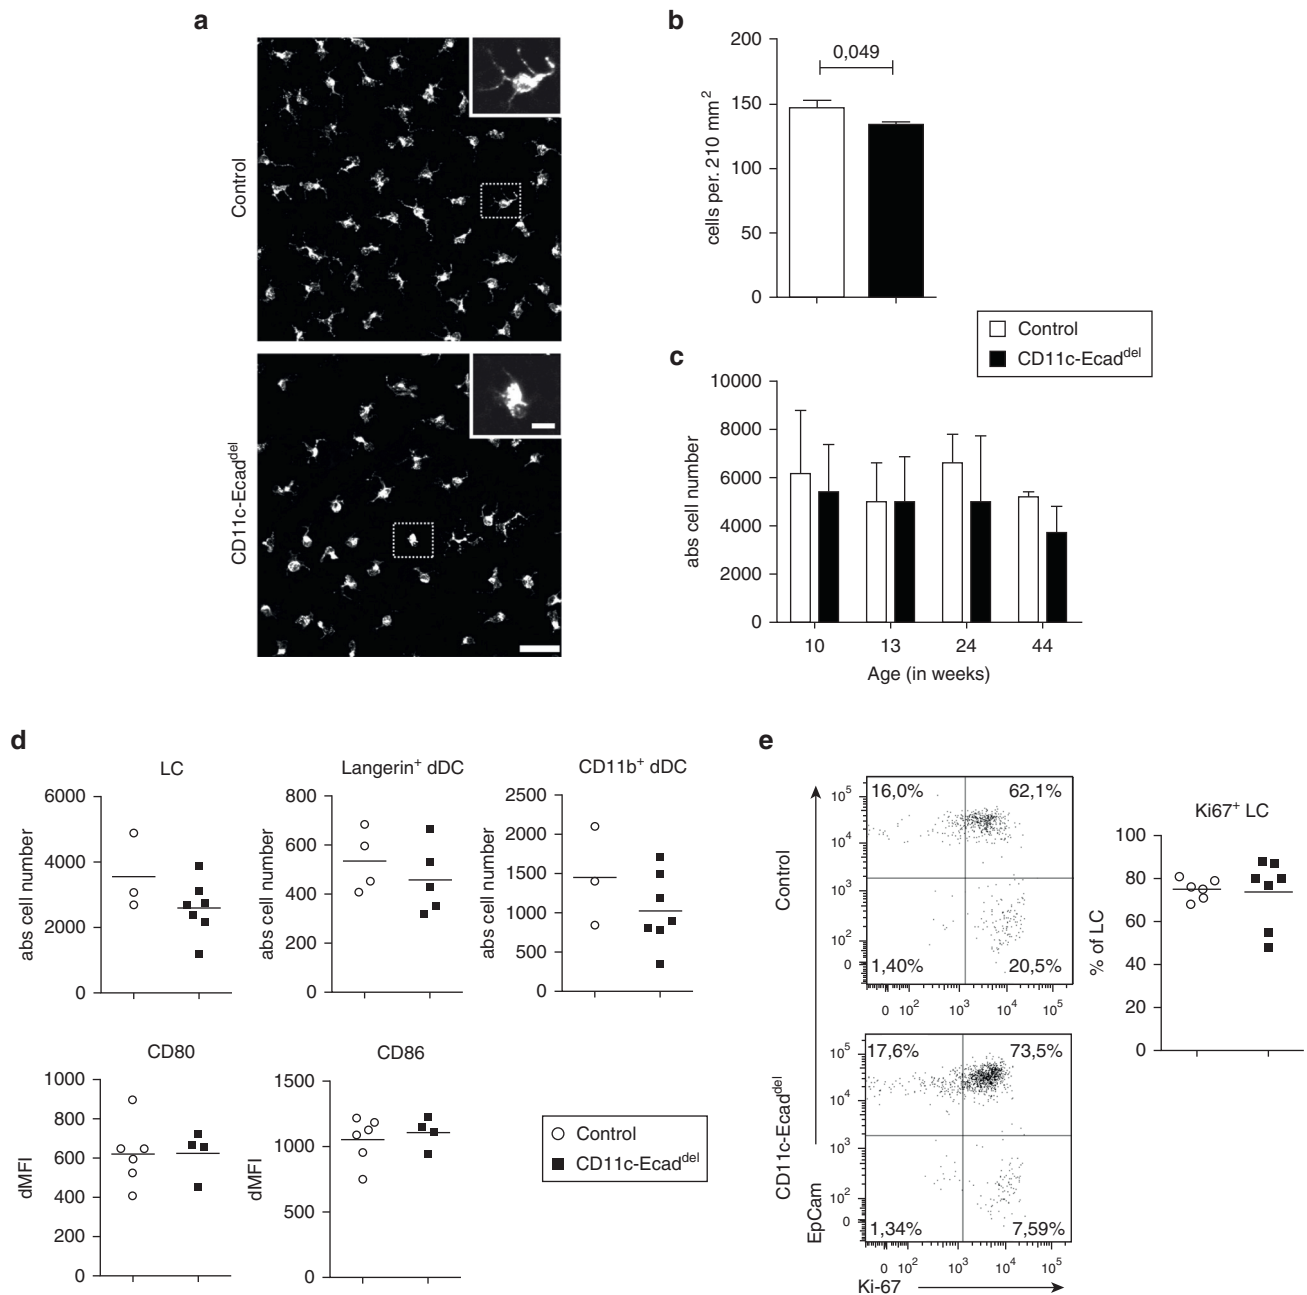 a
Control
CD11c-Ecad^del
b
200
150
100
50
0
cells per. 210 mm²
0,049
Control
CD11c-Ecad^del
c
10000
8000
6000
4000
2000
0
abs cell number
10 13 24 44
Age (in weeks)
d
LC
6000
4000
2000
0
abs cell number
Langerin⁺ dDC
800
600
400
200
0
abs cell number
CD11b⁺ dDC
2500
2000
1500
1000
500
0
abs cell number
CD80
1000
800
600
400
200
0
dMFI
CD86
1500
1000
500
0
dMFI
Control
CD11c-Ecad^del
e
Control
16,0% 62,1%
1,40% 20,5%
10⁵
10⁴
10³
10²
0
0 10² 10³ 10⁴ 10⁵
CD11c-Ecad^del
17,6% 73,5%
1,34% 7,59%
10⁵
10⁴
10³
10²
0
0 10² 10³ 10⁴ 10⁵
EpCam
Ki-67
Ki67⁺ LC
100
80
60
40
20
0
% of LC